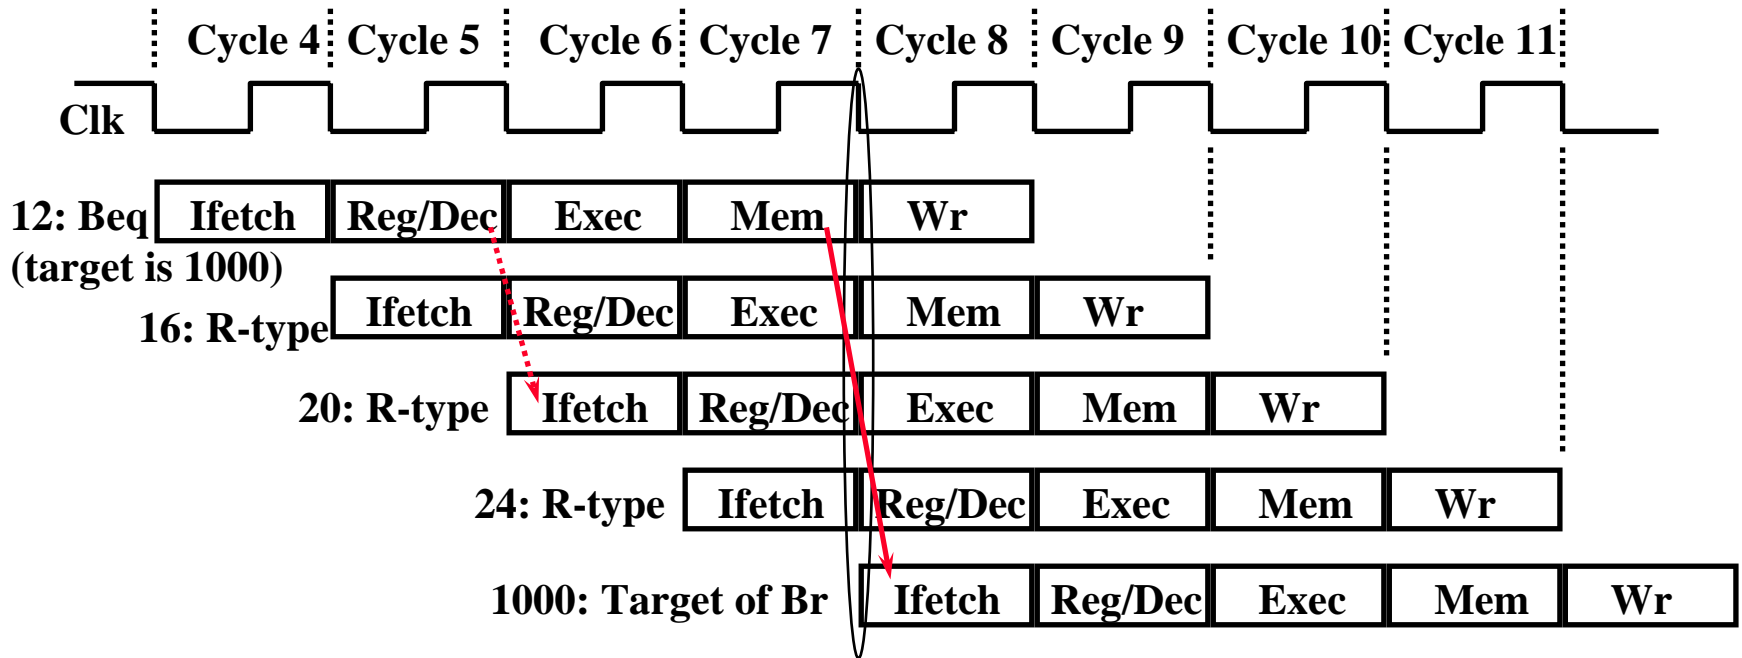 Cycle 4 Cycle 5 Cycle 6 Cycle 7 Cycle 8 Cycle 9 Cycle 10 Cycle 11
Clk
12: Beq Ifetch Reg/Dec Exec Mem Wr
(target is 1000)
16: R-type Ifetch Reg/Dec Exec Mem Wr
20: R-type Ifetch Reg/Dec Exec Mem Wr
24: R-type Ifetch Reg/Dec Exec Mem Wr
1000: Target of Br Ifetch Reg/Dec Exec Mem Wr